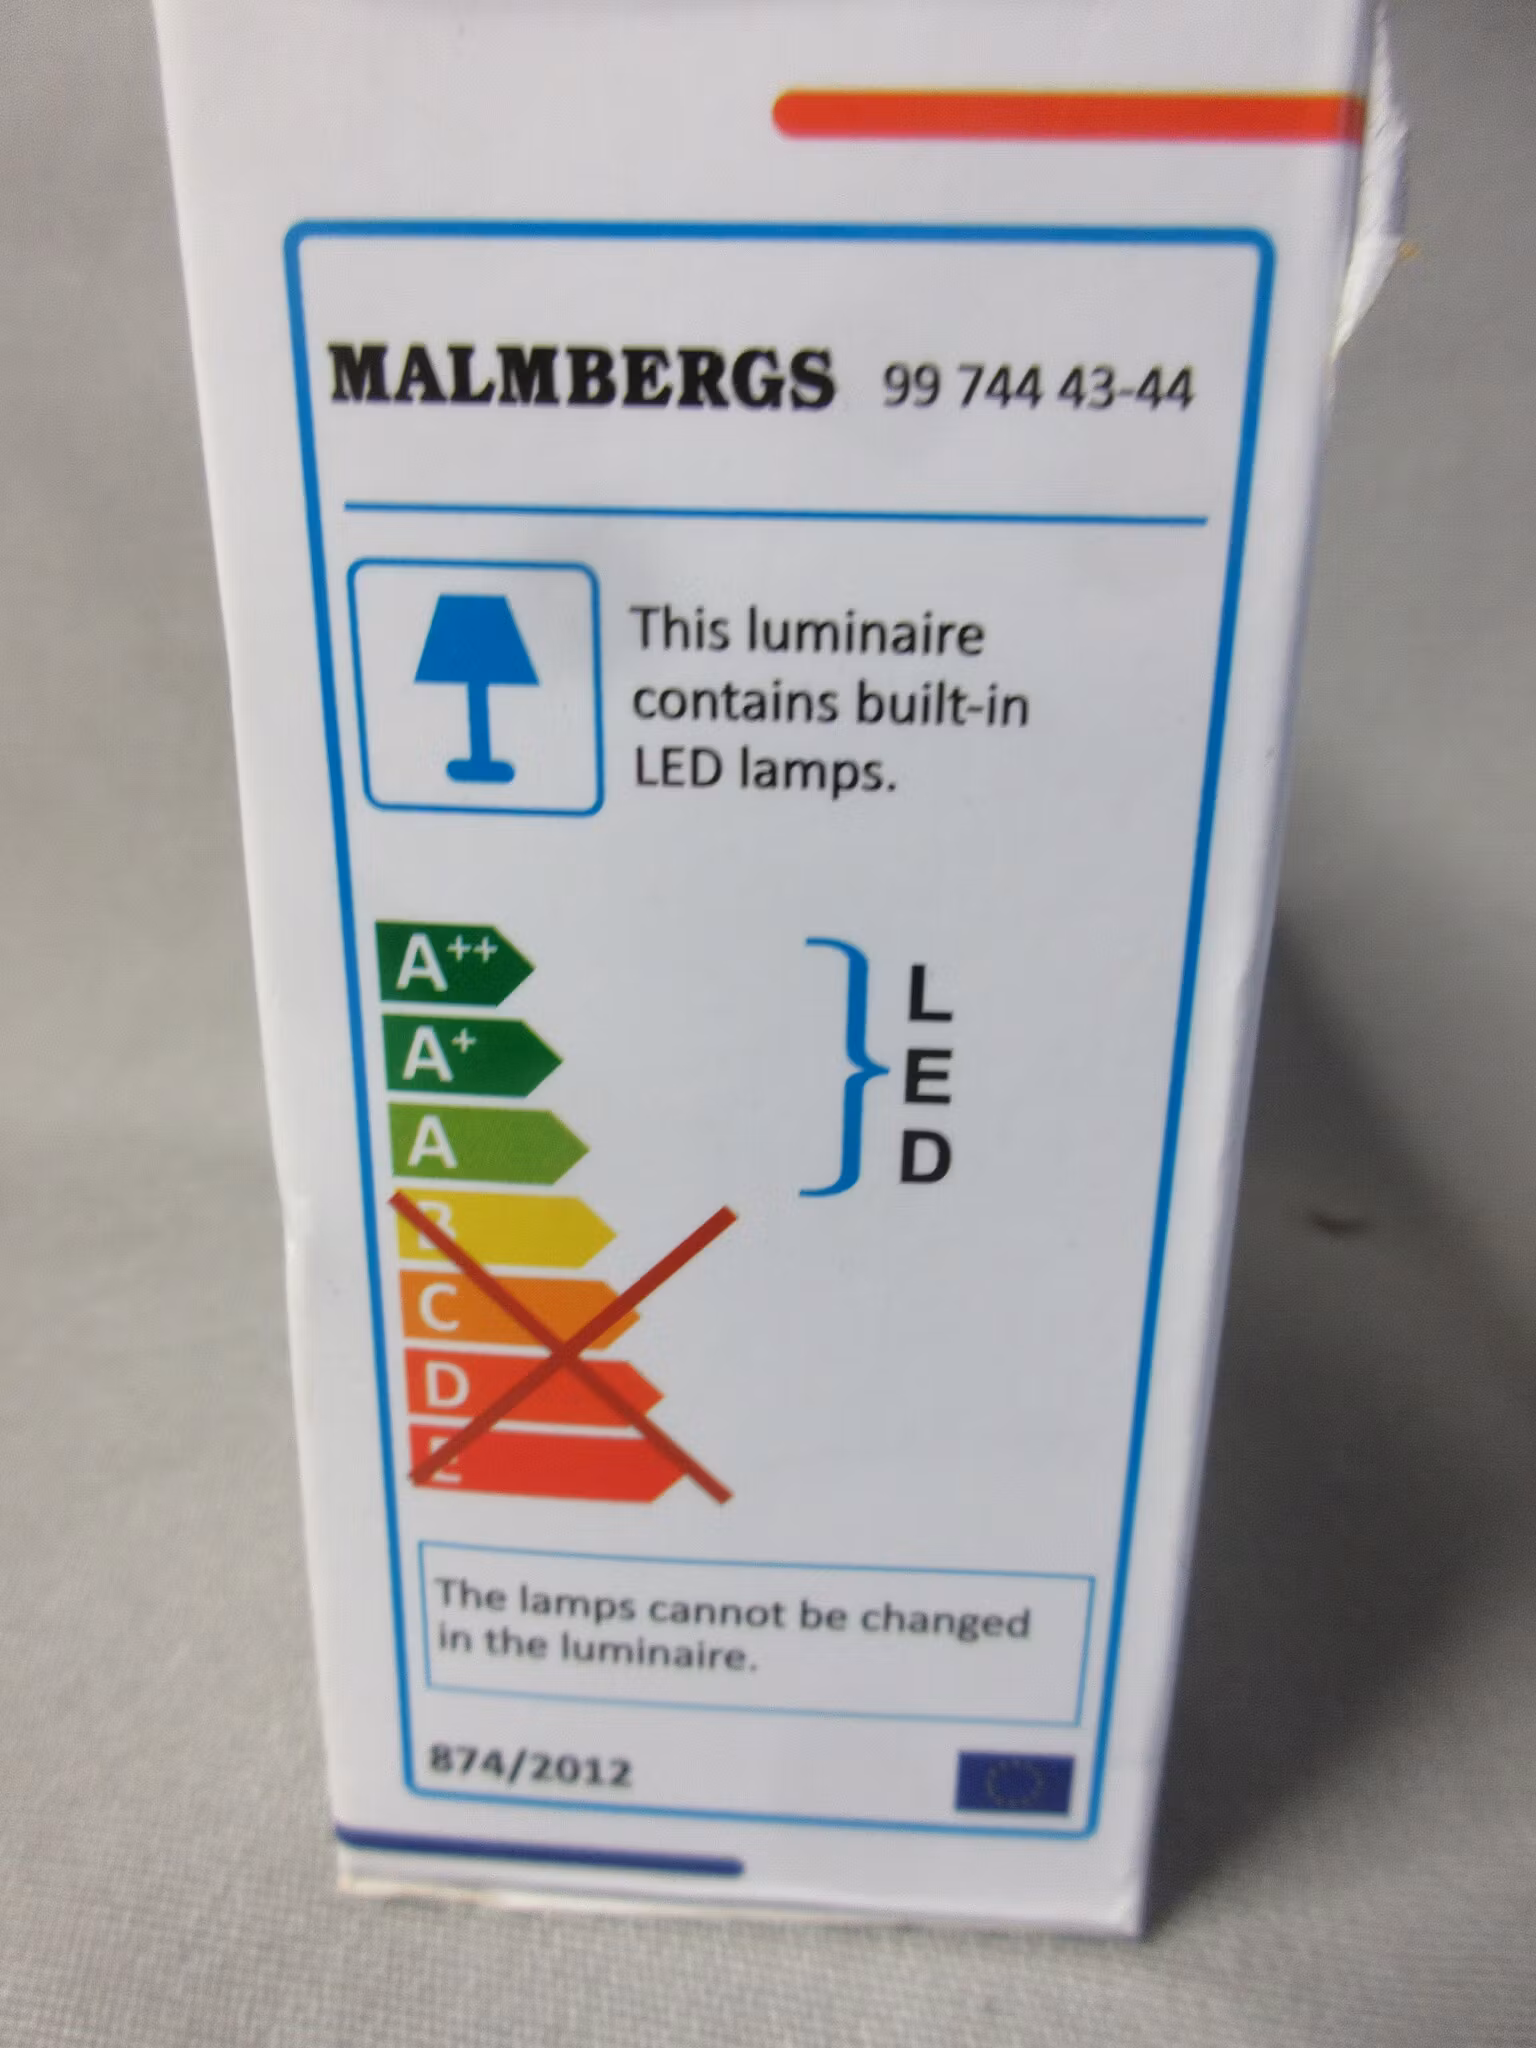 MALMBERGS 99 744 43-44
This luminaire
contains built-in
LED lamps.
A++
A+
A
B
C
D
E
L
E
D
The lamps cannot be changed
in the luminaire.
874/2012